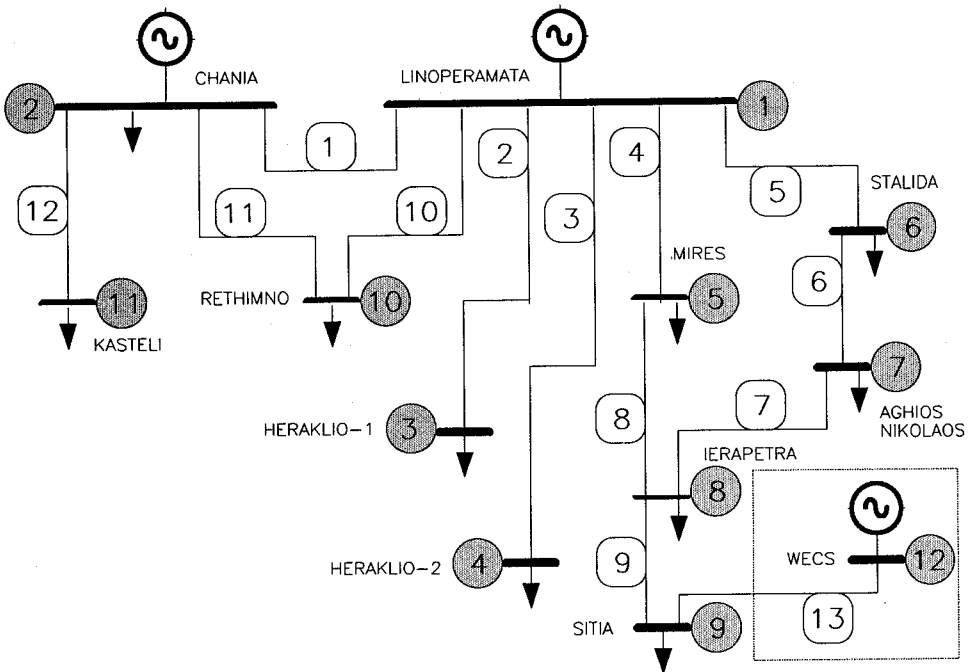 CHANIA
LINOPERAMATA
2
1
1
2
4
12
11
10
3
5
STALIDA
6
.MIRES
6
RETHIMNO
10
5
11
KASTELI
7
HERAKLIO-1
3
8
7
AGHIOS
NIKOLAOS
IERAPETRA
8
HERAKLIO-2
4
9
WECS
12
SITIA
9
13